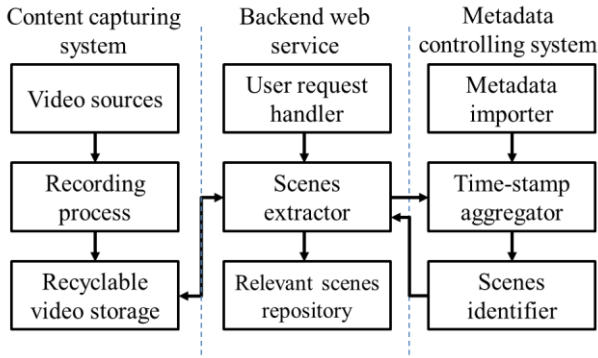 Content capturing
system
Backend web
service
Metadata
controlling system
Video sources
User request
handler
Metadata
importer
Recording
process
Scenes
extractor
Time-stamp
aggregator
Recyclable
video storage
Relevant scenes
repository
Scenes
identifier